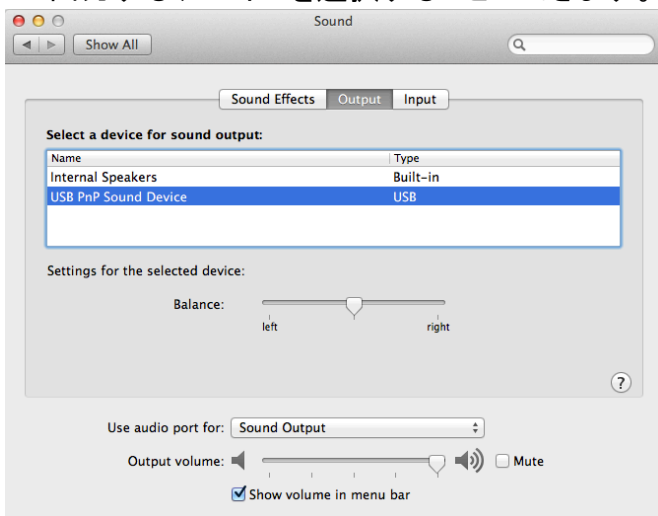 Sound
Show All
Sound Effects Output Input
Select a device for sound output:
Name Type
Internal Speakers Built-in
USB PnP Sound Device USB
Settings for the selected device:
Balance:
left right
?
Use audio port for: Sound Output
Output volume: Mute
Show volume in menu bar